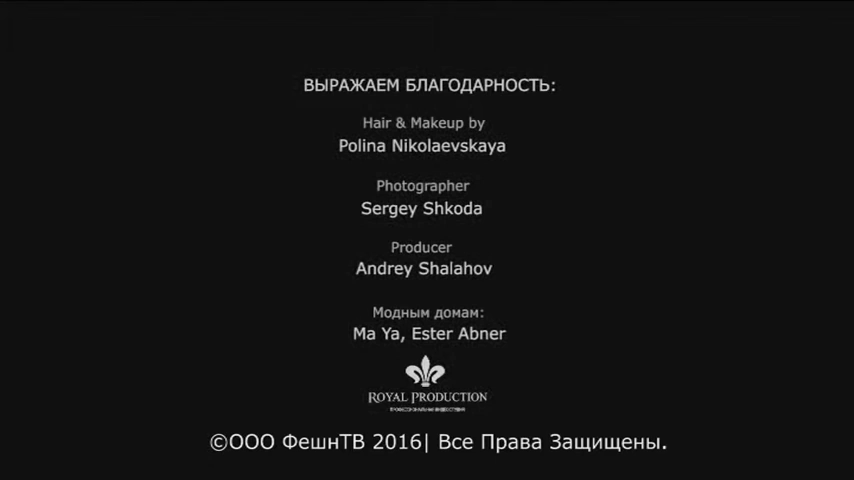 ВЫРАЖАЕМ БЛАГОДАРНОСТЬ:
Hair & Makeup by
Polina Nikolaevskaya
Photographer
Sergey Shkoda
Producer
Andrey Shalahov
Модным домам:
Ma Ya, Ester Abner
ROYAL PRODUCTION
©ООО ФешнТВ 2016| Все Права Защищены.